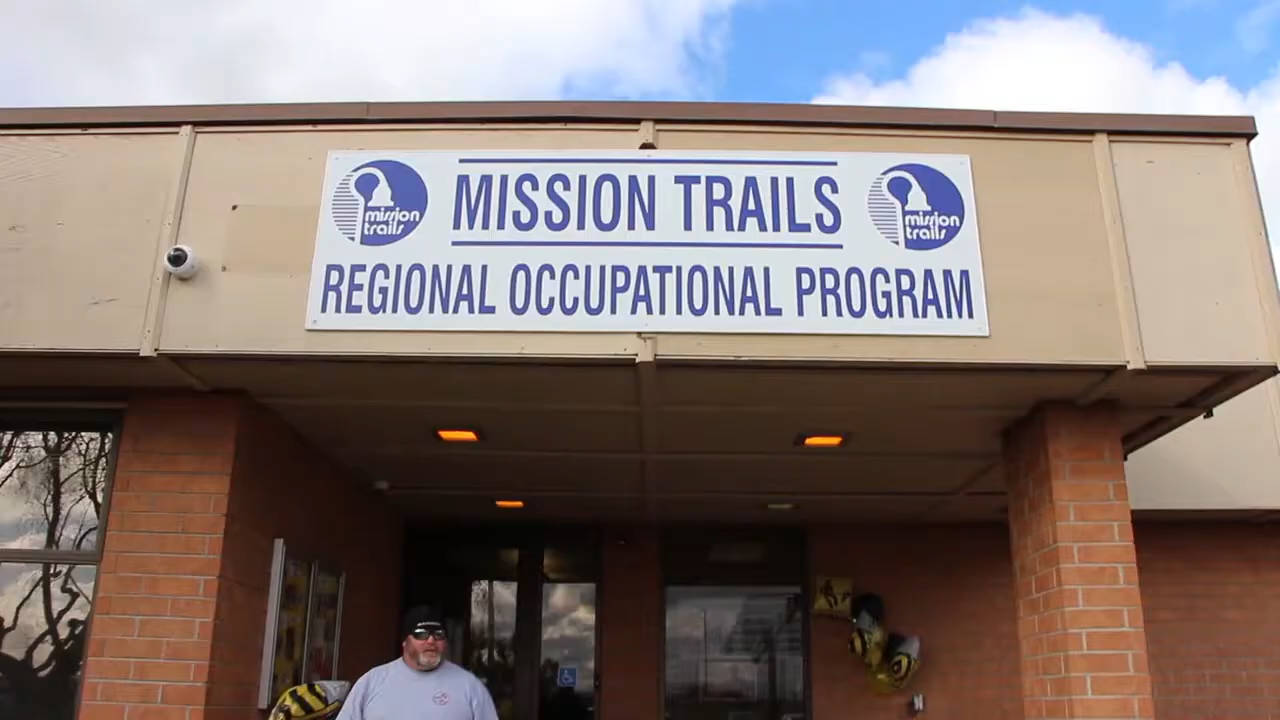 MISSION TRAILS
REGIONAL OCCUPATIONAL PROGRAM
mission
trails
mission
trails